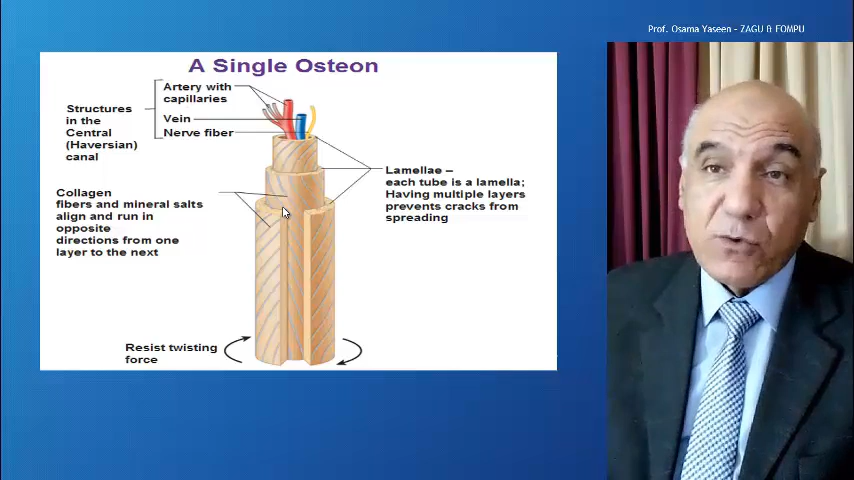 Prof. Osama Yaseen - ZAGU & FOMPU
A Single Osteon
Artery with
capillaries
Structures
in the
Central
(Haversian)
canal
Vein
Nerve fiber
Lamellae –
each tube is a lamella;
Having multiple layers
prevents cracks from
spreading
Collagen
fibers and mineral salts
align and run in
opposite
directions from one
layer to the next
Resist twisting
force